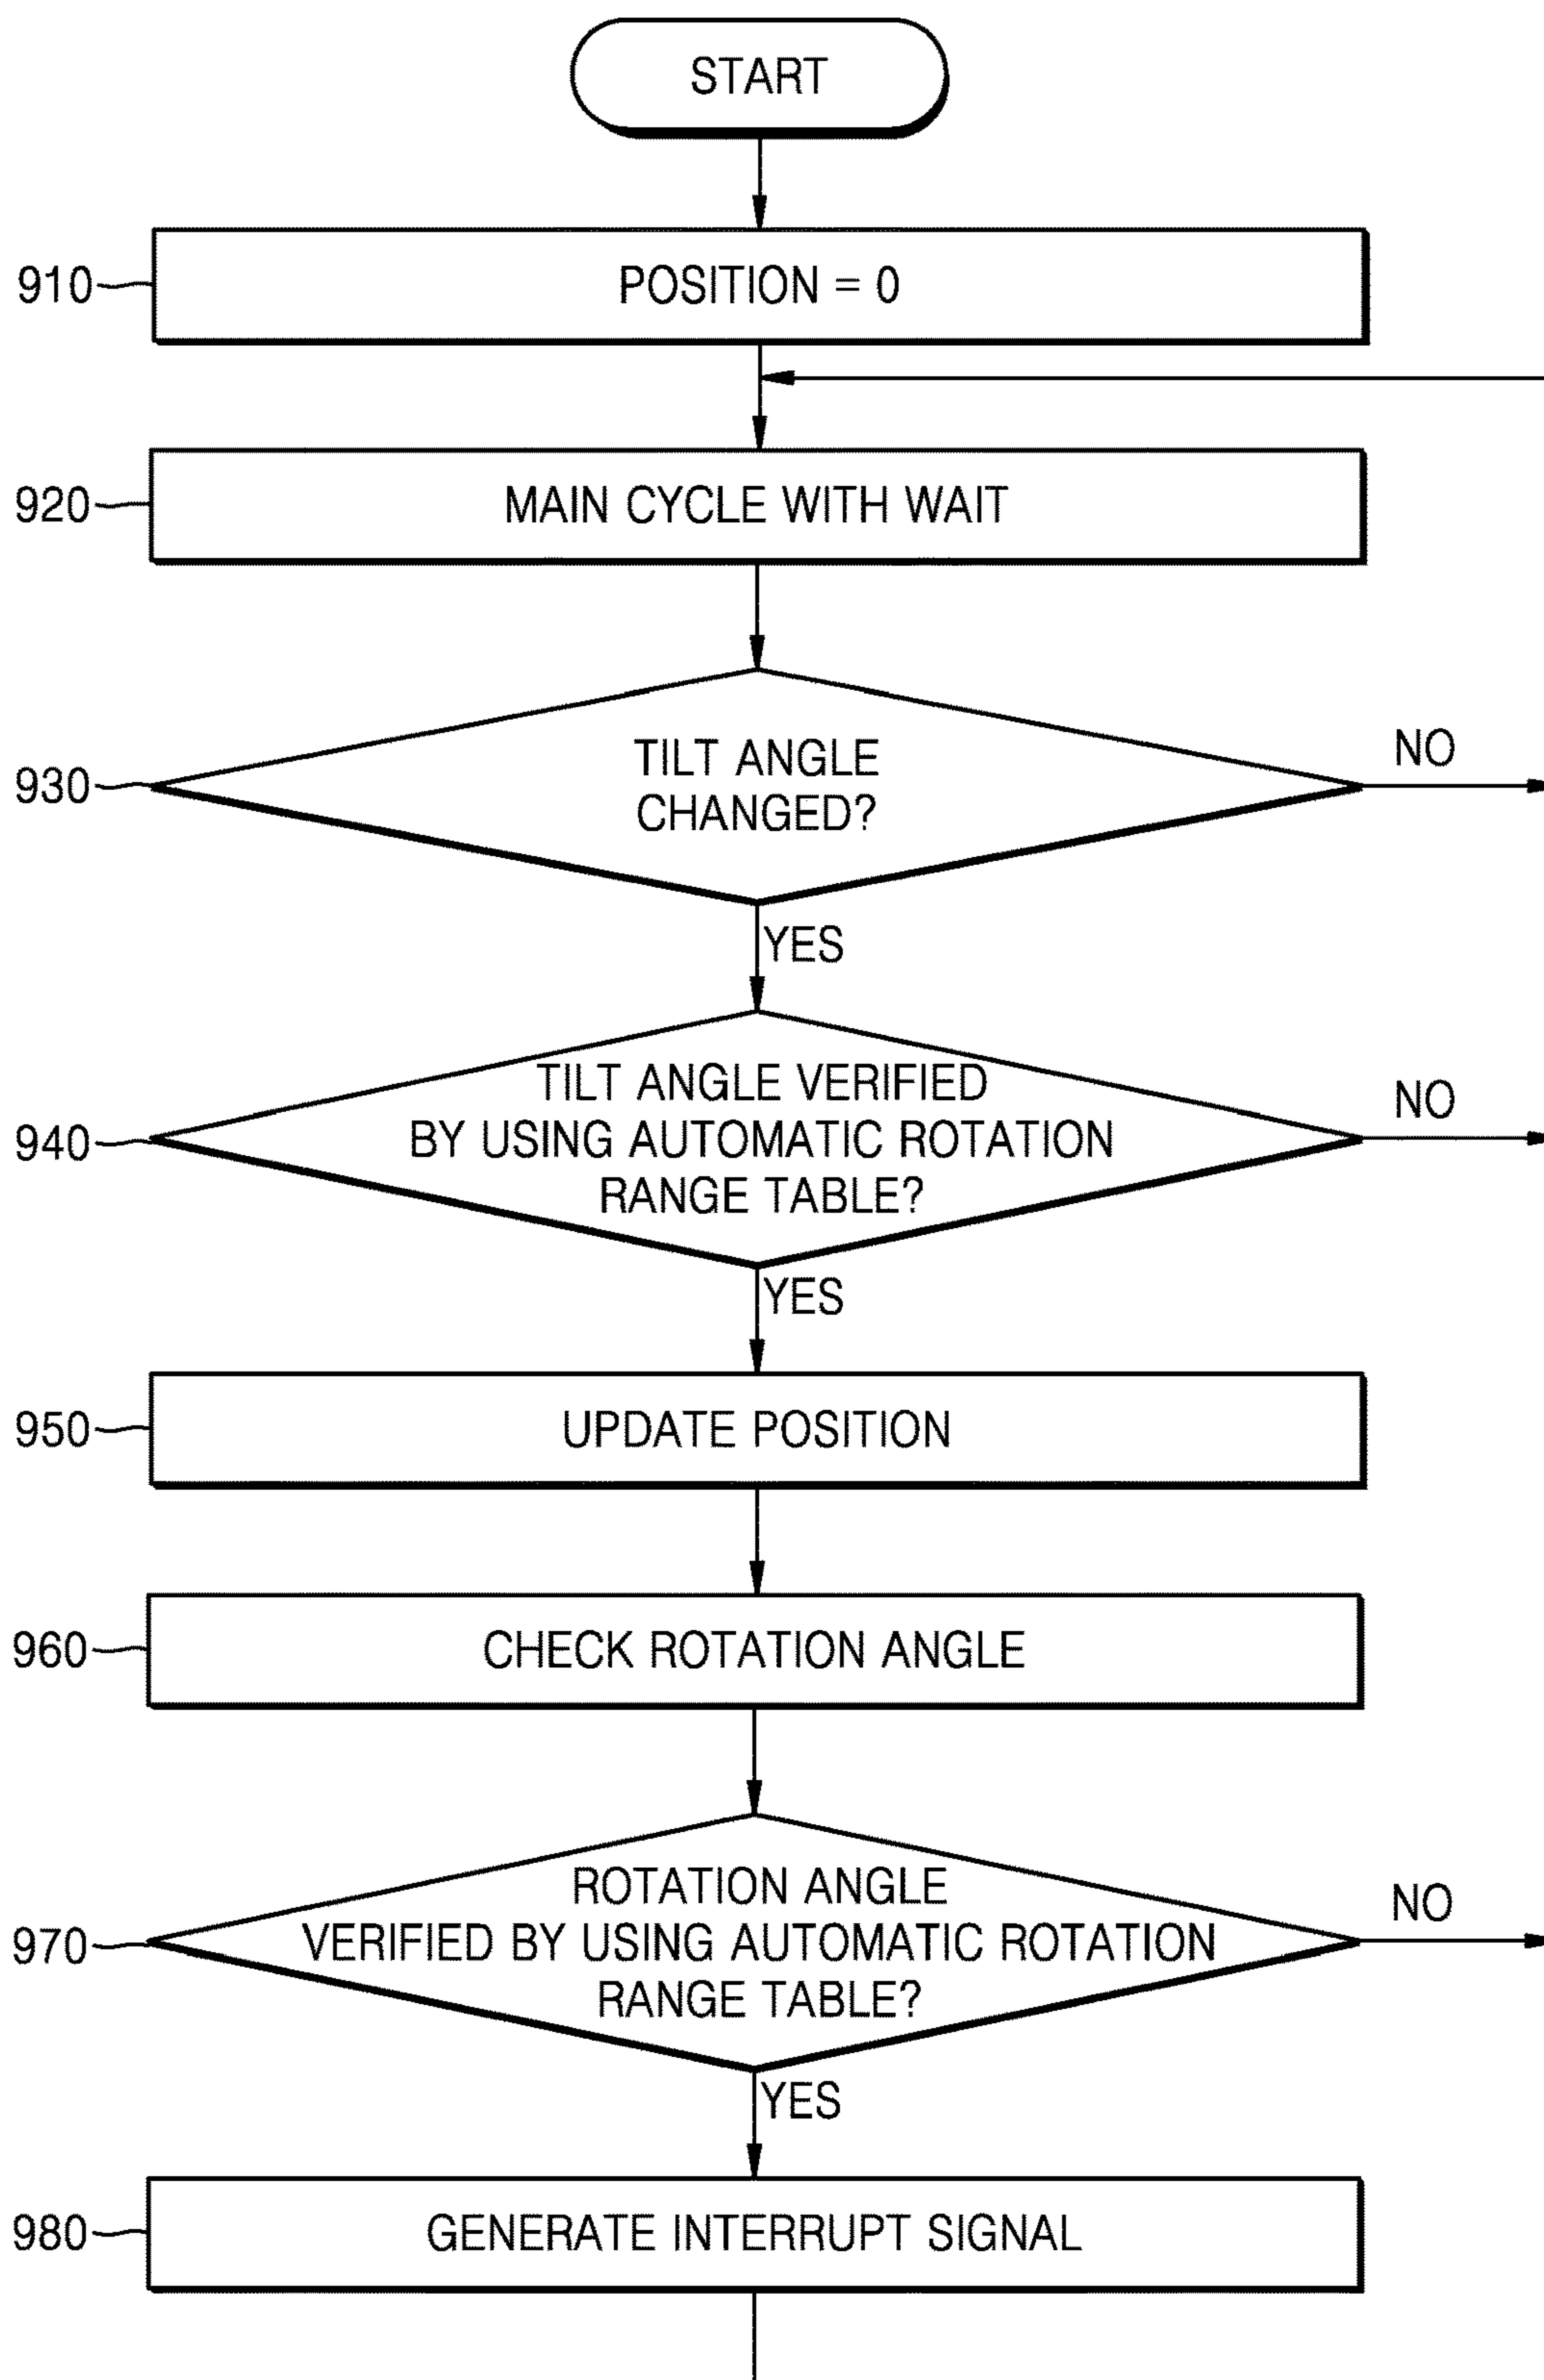 START
910
POSITION = 0
920
MAIN CYCLE WITH WAIT
930
TILT ANGLE
CHANGED?
NO
YES
940
TILT ANGLE VERIFIED
BY USING AUTOMATIC ROTATION
RANGE TABLE?
NO
YES
950
UPDATE POSITION
960
CHECK ROTATION ANGLE
970
ROTATION ANGLE
VERIFIED BY USING AUTOMATIC ROTATION
RANGE TABLE?
NO
YES
980
GENERATE INTERRUPT SIGNAL